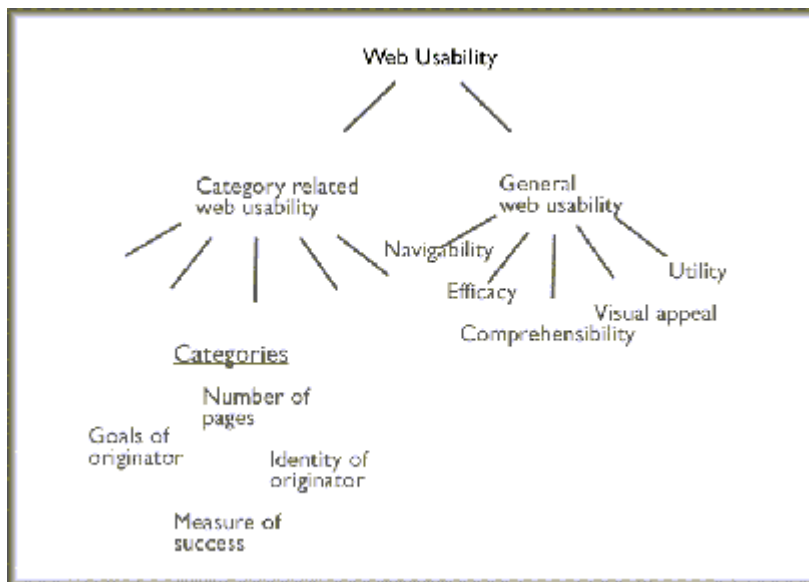 Web Usability
Category related
web usability
General
web usability
Navigability
Efficacy
Comprehensibility
Visual appeal
Utility
Categories
Number of
pages
Goals of
originator
Identity of
originator
Measure of
success